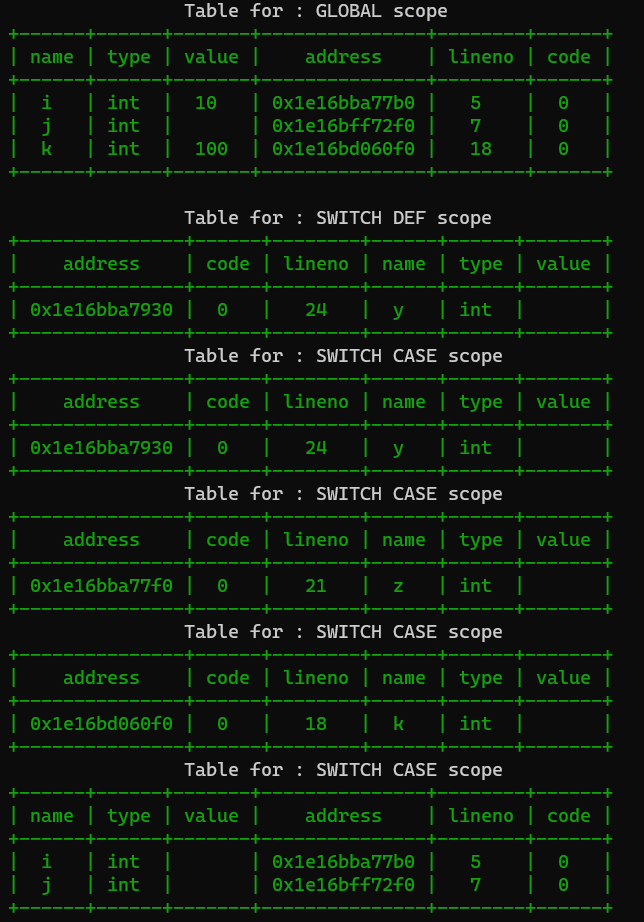 Table for : GLOBAL scope
+------+------+-------+---------------+--------+------+
| name | type | value |    address    | lineno | code |
+------+------+-------+---------------+--------+------+
|  i   | int  |  10   | 0x1e16bba77b0 |   5    |  0   |
|  j   | int  |       | 0x1e16bff72f0 |   7    |  0   |
|  k   | int  |  100  | 0x1e16bd060f0 |   18   |  0   |
+------+------+-------+---------------+--------+------+
Table for : SWITCH DEF scope
+---------------+------+--------+------+------+-------+
|    address    | code | lineno | name | type | value |
+---------------+------+--------+------+------+-------+
| 0x1e16bba7930 |  0   |   24   |  y   | int  |       |
+---------------+------+--------+------+------+-------+
Table for : SWITCH CASE scope
+---------------+------+--------+------+------+-------+
|    address    | code | lineno | name | type | value |
+---------------+------+--------+------+------+-------+
| 0x1e16bba7930 |  0   |   24   |  y   | int  |       |
+---------------+------+--------+------+------+-------+
Table for : SWITCH CASE scope
+---------------+------+--------+------+------+-------+
|    address    | code | lineno | name | type | value |
+---------------+------+--------+------+------+-------+
| 0x1e16bba77f0 |  0   |   21   |  z   | int  |       |
+---------------+------+--------+------+------+-------+
Table for : SWITCH CASE scope
+---------------+------+--------+------+------+-------+
|    address    | code | lineno | name | type | value |
+---------------+------+--------+------+------+-------+
| 0x1e16bd060f0 |  0   |   18   |  k   | int  |       |
+---------------+------+--------+------+------+-------+
Table for : SWITCH CASE scope
+------+------+-------+---------------+--------+------+
| name | type | value |    address    | lineno | code |
+------+------+-------+---------------+--------+------+
|  i   | int  |       | 0x1e16bba77b0 |   5    |  0   |
|  j   | int  |       | 0x1e16bff72f0 |   7    |  0   |
+------+------+-------+---------------+--------+------+